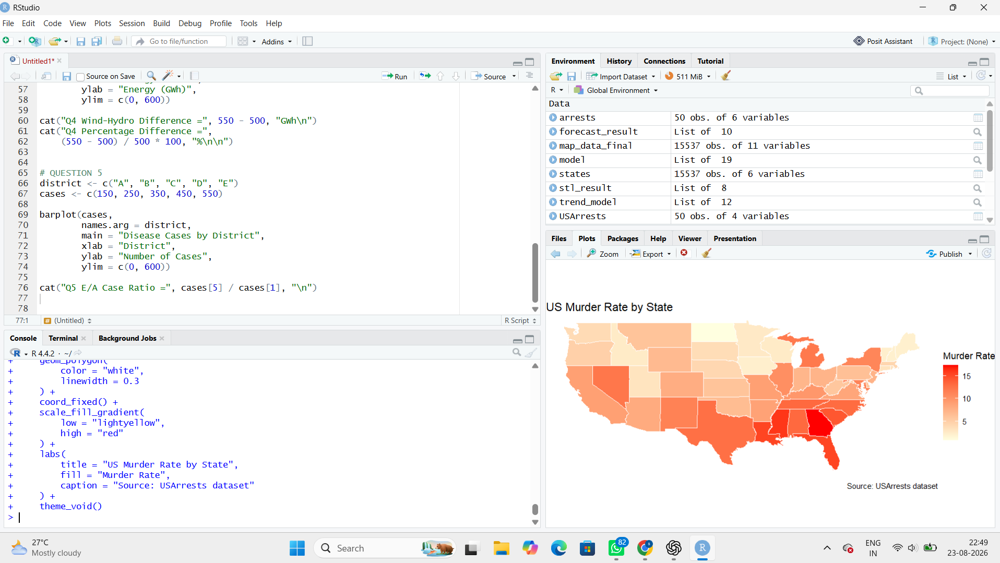 RStudio
File Edit Code View Plots Session Build Debug Profile Tools Help
Go to file/function Addins Posit Assistant Project: (None)
Untitled1*
Source on Save Run Source
57 ylab = "Energy (GWh)",
58 ylim = c(0, 600))
59
60 cat("Q4 Wind-Hydro Difference =", 550 - 500, "GWh\n")
61 cat("Q4 Percentage Difference =",
62 (550 - 500) / 500 * 100, "%\n\n")
63
64
65 # QUESTION 5
66 district <- c("A", "B", "C", "D", "E")
67 cases <- c(150, 250, 350, 450, 550)
68
69 barplot(cases,
70 names.arg = district,
71 main = "Disease Cases by District",
72 xlab = "District",
73 ylab = "Number of Cases",
74 ylim = c(0, 600))
75
76 cat("Q5 E/A Case Ratio =", cases[5] / cases[1], "\n")
77
78
77:1 # (Untitled) R Script
Console Terminal Background Jobs
R R 4.4.2 · ~/
+ geom_polygon(
+ color = "white",
+ linewidth = 0.3
+ ) +
+ coord_fixed() +
+ scale_fill_gradient(
+ low = "lightyellow",
+ high = "red"
+ ) +
+ labs(
+ title = "US Murder Rate by State",
+ fill = "Murder Rate",
+ caption = "Source: USArrests dataset"
+ ) +
+ theme_void()
>
Environment History Connections Tutorial
Import Dataset 511 MiB List
R Global Environment
Data
arrests 50 obs. of 6 variables
forecast_result List of 10
map_data_final 15537 obs. of 11 variables
model List of 19
states 15537 obs. of 6 variables
stl_result List of 8
trend_model List of 12
USArrests 50 obs. of 4 variables
Files Plots Packages Help Viewer Presentation
Zoom Export Publish
US Murder Rate by State
Murder Rate
15
10
5
Source: USArrests dataset
27°C
Mostly cloudy
Search
82
ENG
IN
22:49
23-08-2026